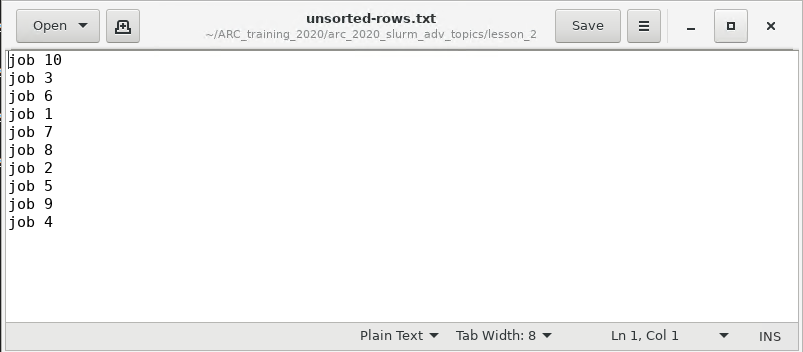 Open
unsorted-rows.txt
~/ARC_training_2020/arc_2020_slurm_adv_topics/lesson_2
Save
job 10
job 3
job 6
job 1
job 7
job 8
job 2
job 5
job 9
job 4
Plain Text
Tab Width: 8
Ln 1, Col 1
INS